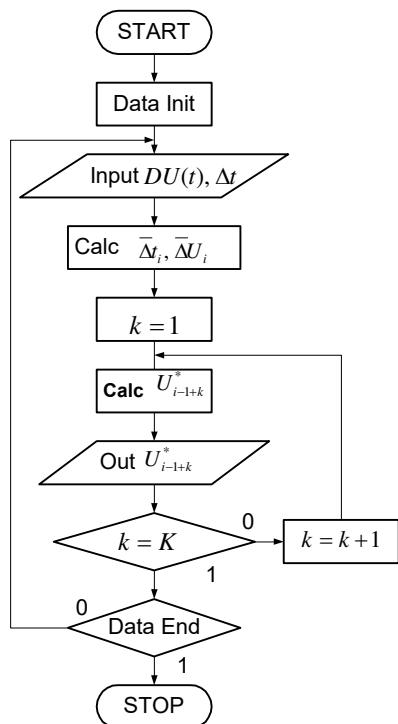 START
Data Init
Input DU(t), Δt
Calc Δ̅t_i, Δ̅U_i
k = 1
Calc U*_{i-1+k}
Out U*_{i-1+k}
k = K
0
k = k+1
1
0
Data End
1
STOP